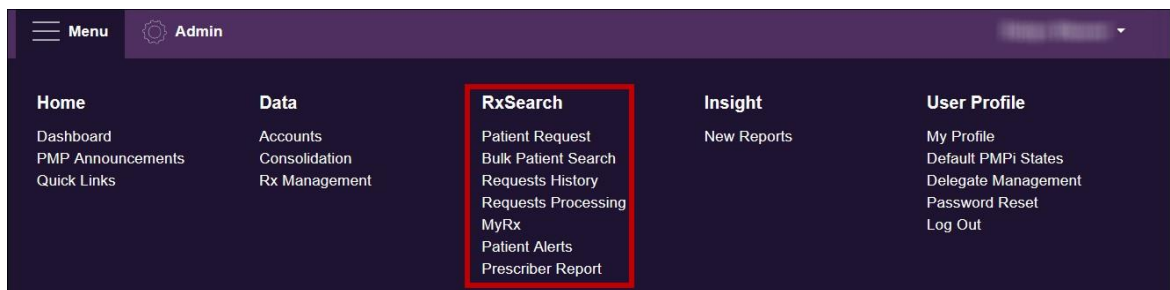 Menu
Admin
Home
Dashboard
PMP Announcements
Quick Links
Data
Accounts
Consolidation
Rx Management
RxSearch
Patient Request
Bulk Patient Search
Requests History
Requests Processing
MyRx
Patient Alerts
Prescriber Report
Insight
New Reports
User Profile
My Profile
Default PMPi States
Delegate Management
Password Reset
Log Out